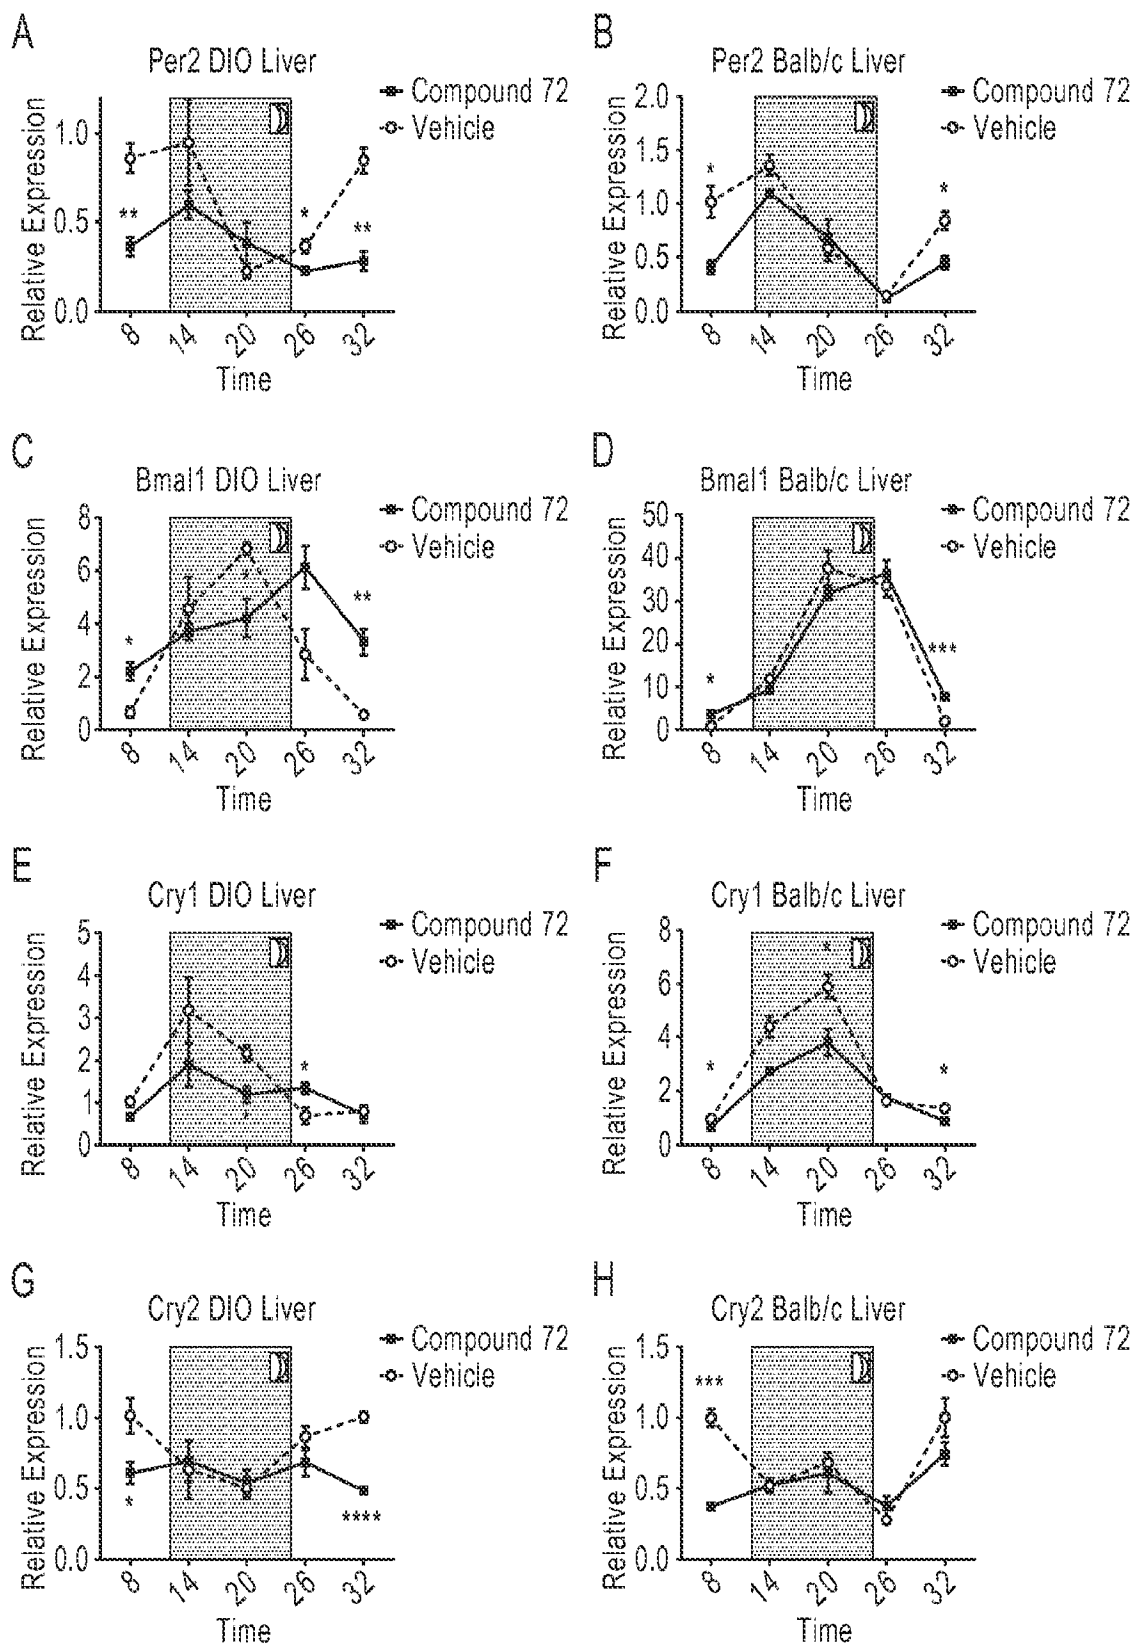 A
Per2 DIO Liver
Compound 72
Vehicle
Relative Expression
1.0
0.5
0.0
**
*
**
8
14
20
26
32
Time
B
Per2 Balb/c Liver
Compound 72
Vehicle
Relative Expression
2.0
1.5
1.0
0.5
0.0
*
*
8
14
20
26
32
Time
C
Bmal1 DIO Liver
Compound 72
Vehicle
Relative Expression
8
6
4
2
0
*
*
**
8
14
20
26
32
Time
D
Bmal1 Balb/c Liver
Compound 72
Vehicle
Relative Expression
50
40
30
20
10
0
*
***
8
14
20
26
32
Time
E
Cry1 DIO Liver
Compound 72
Vehicle
Relative Expression
5
4
3
2
1
0
*
*
8
14
20
26
32
Time
F
Cry1 Balb/c Liver
Compound 72
Vehicle
Relative Expression
8
6
4
2
0
*
*
*
8
14
20
26
32
Time
G
Cry2 DIO Liver
Compound 72
Vehicle
Relative Expression
1.5
1.0
0.5
0.0
*
****
8
14
20
26
32
Time
H
Cry2 Balb/c Liver
Compound 72
Vehicle
Relative Expression
1.5
1.0
0.5
0.0
***
8
14
20
26
32
Time